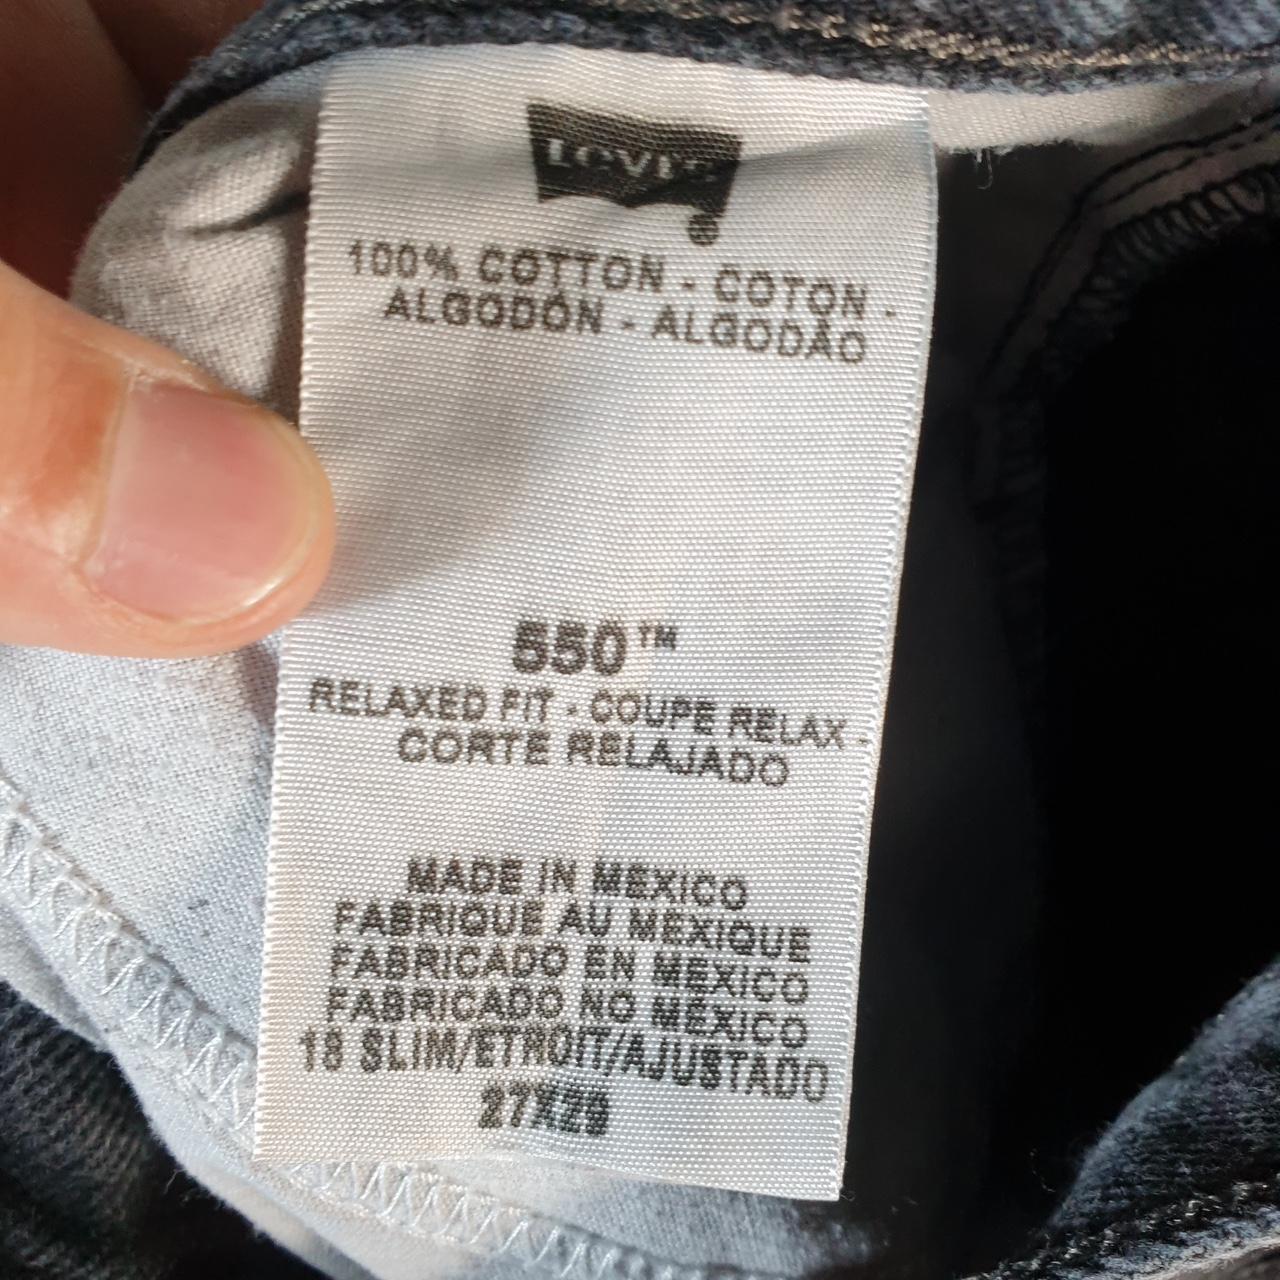 Levi's
®
100% COTTON - COTON -
ALGODÓN - ALGODÃO
550™
RELAXED FIT - COUPE RELAX -
CORTE RELAJADO
MADE IN MEXICO
FABRIQUE AU MEXIQUE
FABRICADO EN MEXICO
FABRICADO NO MÉXICO
18 SLIM/ETROIT/AJUSTADO
27X29